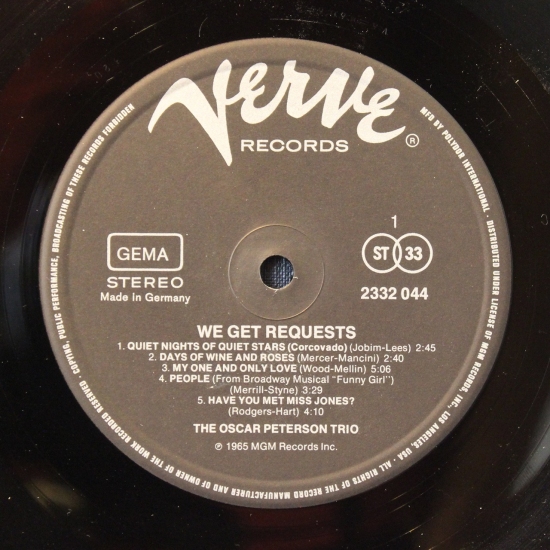 Verve
RECORDS
®
1
GEMA
ST 33
STEREO
Made in Germany
2332 044
WE GET REQUESTS
1. QUIET NIGHTS OF QUIET STARS (Corcovado) (Jobim-Lees) 2:45
2. DAYS OF WINE AND ROSES (Mercer-Mancini) 2:40
3. MY ONE AND ONLY LOVE (Wood-Mellin) 5:06
4. PEOPLE (From Broadway Musical "Funny Girl")
(Merrill-Styne) 3:29
5. HAVE YOU MET MISS JONES?
(Rodgers-Hart) 4:10
THE OSCAR PETERSON TRIO
℗ 1965 MGM Records Inc.
MFD BY POLYDOR INTERNATIONAL · DISTRIBUTED UNDER LICENSE OF MGM RECORDS, INC., LOS ANGELES, USA · ALL RIGHTS OF THE RECORD MANUFACTURER AND OF OWNER OF THE WORK RECORDED RESERVED COPYING, PUBLIC PERFORMANCE, BROADCASTING OF THESE RECORDS FORBIDDEN